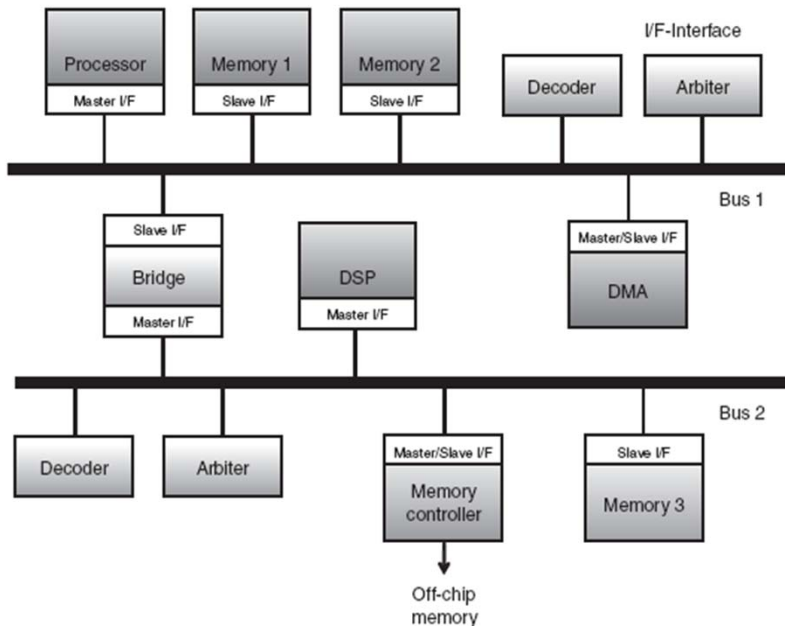 I/F-Interface
Processor
Master I/F
Memory 1
Slave I/F
Memory 2
Slave I/F
Decoder
Arbiter
Bus 1
Slave I/F
Bridge
Master I/F
DSP
Master I/F
Master/Slave I/F
DMA
Bus 2
Decoder
Arbiter
Master/Slave I/F
Memory
controller
Slave I/F
Memory 3
Off-chip
memory